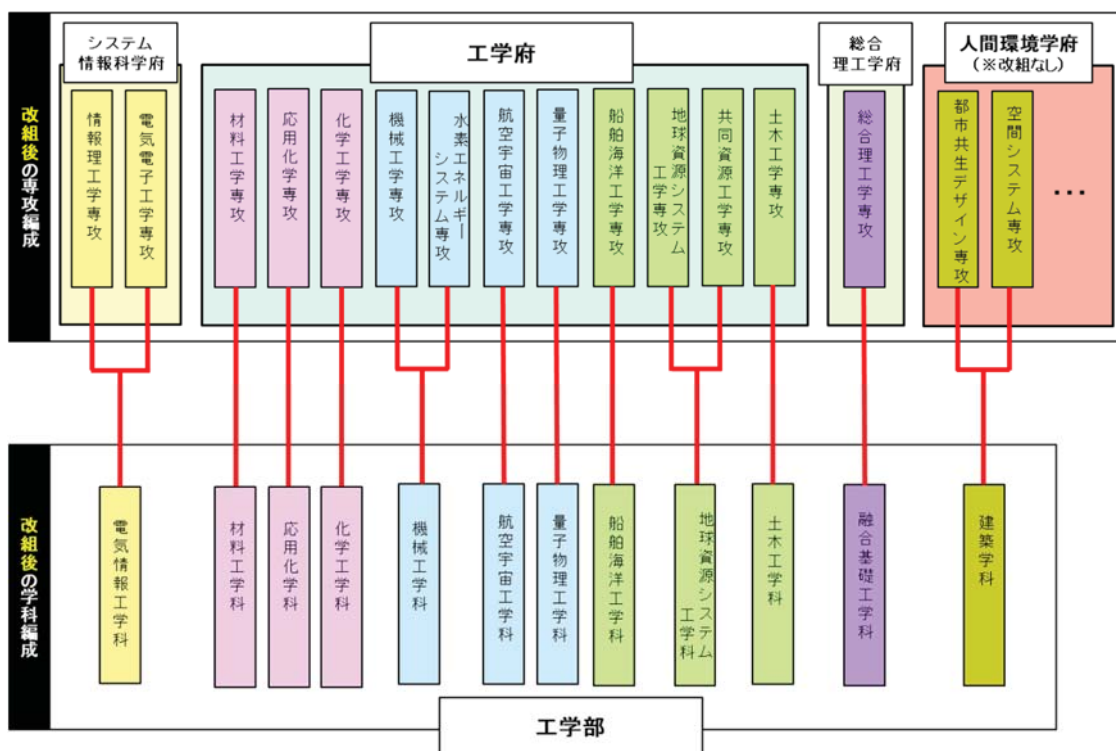 改組後の専攻編成
システム
情報科学府
情報理工学専攻
電気電子工学専攻
工学府
材料工学専攻
応用化学専攻
化学工学専攻
機械工学専攻
水素エネルギー
システム専攻
航空宇宙工学専攻
量子物理工学専攻
船舶海洋工学専攻
地球資源システム
工学専攻
共同資源工学専攻
土木工学専攻
総合
理工学府
総合理工学専攻
人間環境学府
(※改組なし)
都市共生デザイン専攻
空間システム専攻
…
改組後の学科編成
電気情報工学科
材料工学科
応用化学科
化学工学科
機械工学科
航空宇宙工学科
量子物理工学科
船舶海洋工学科
地球資源システム
工学科
土木工学科
融合基礎工学科
建築学科
工学部